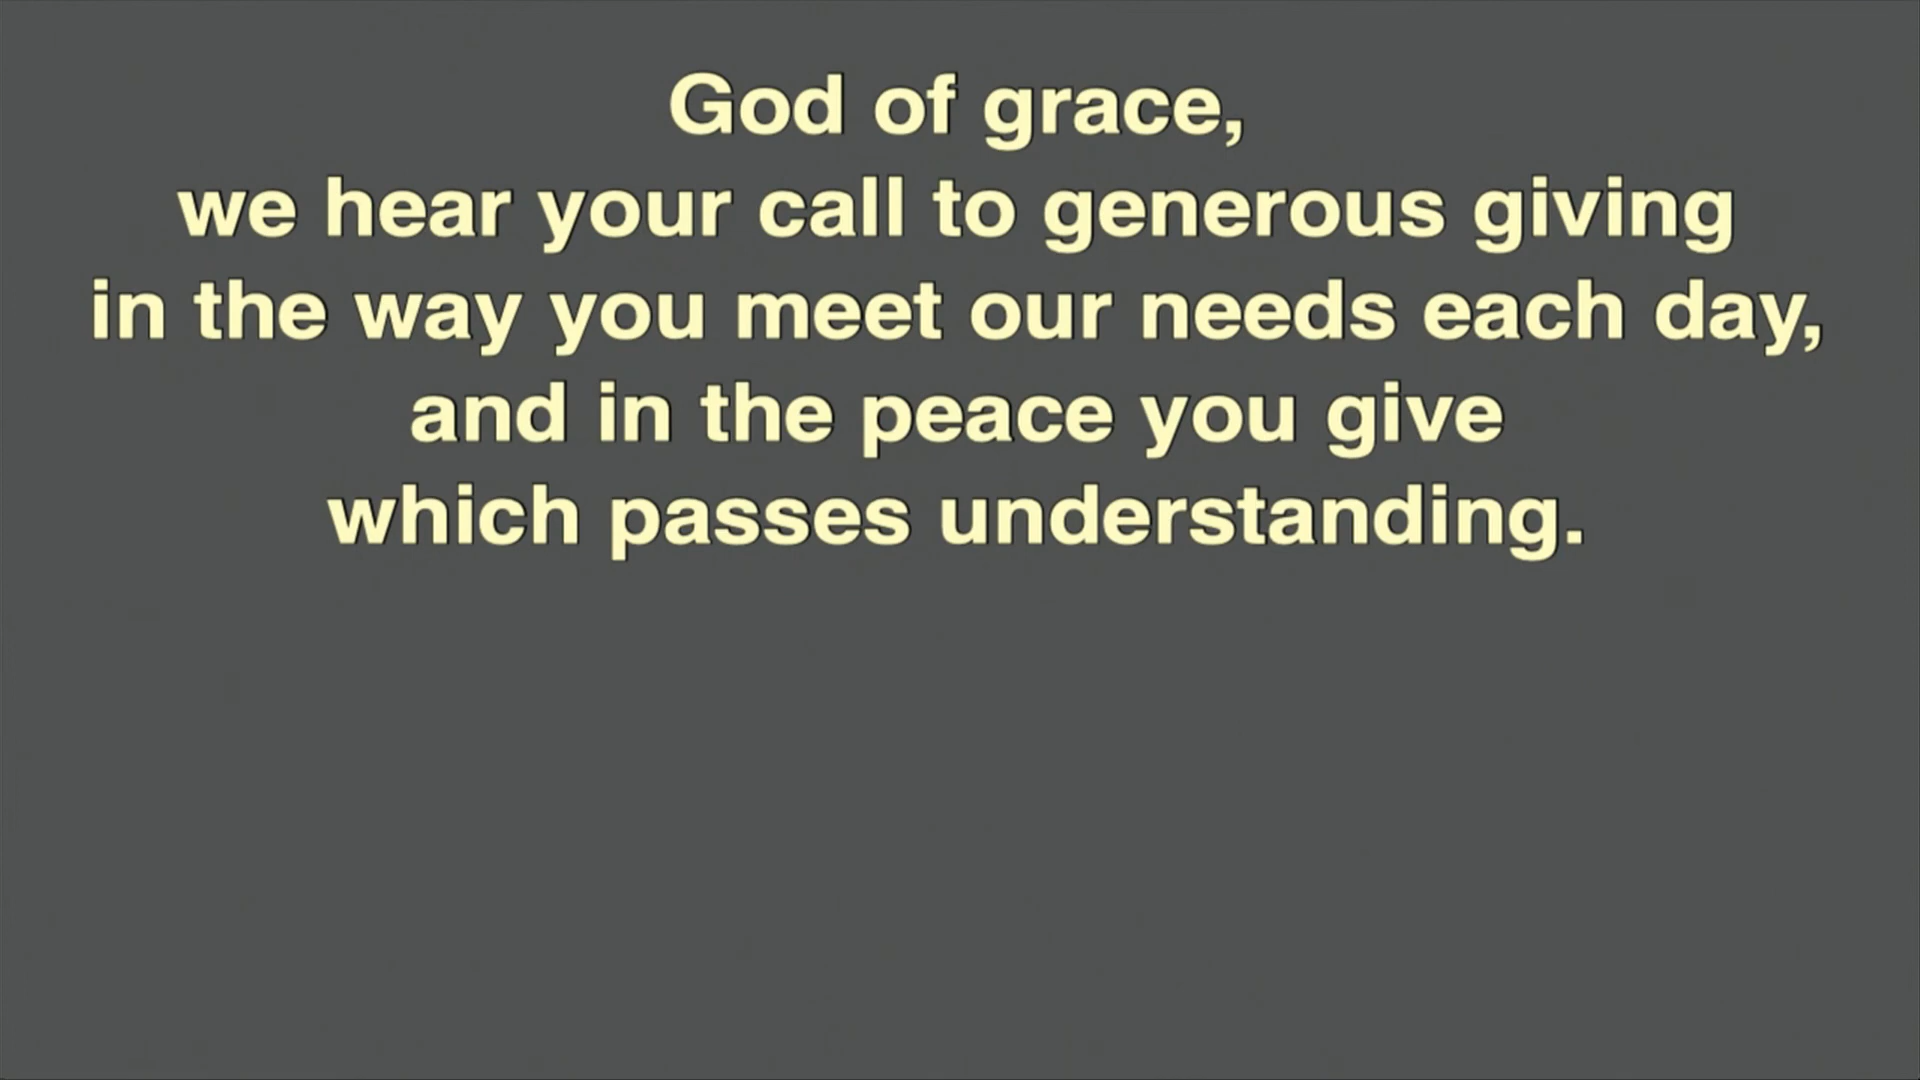 God of grace,
we hear your call to generous giving
in the way you meet our needs each day,
and in the peace you give
which passes understanding.